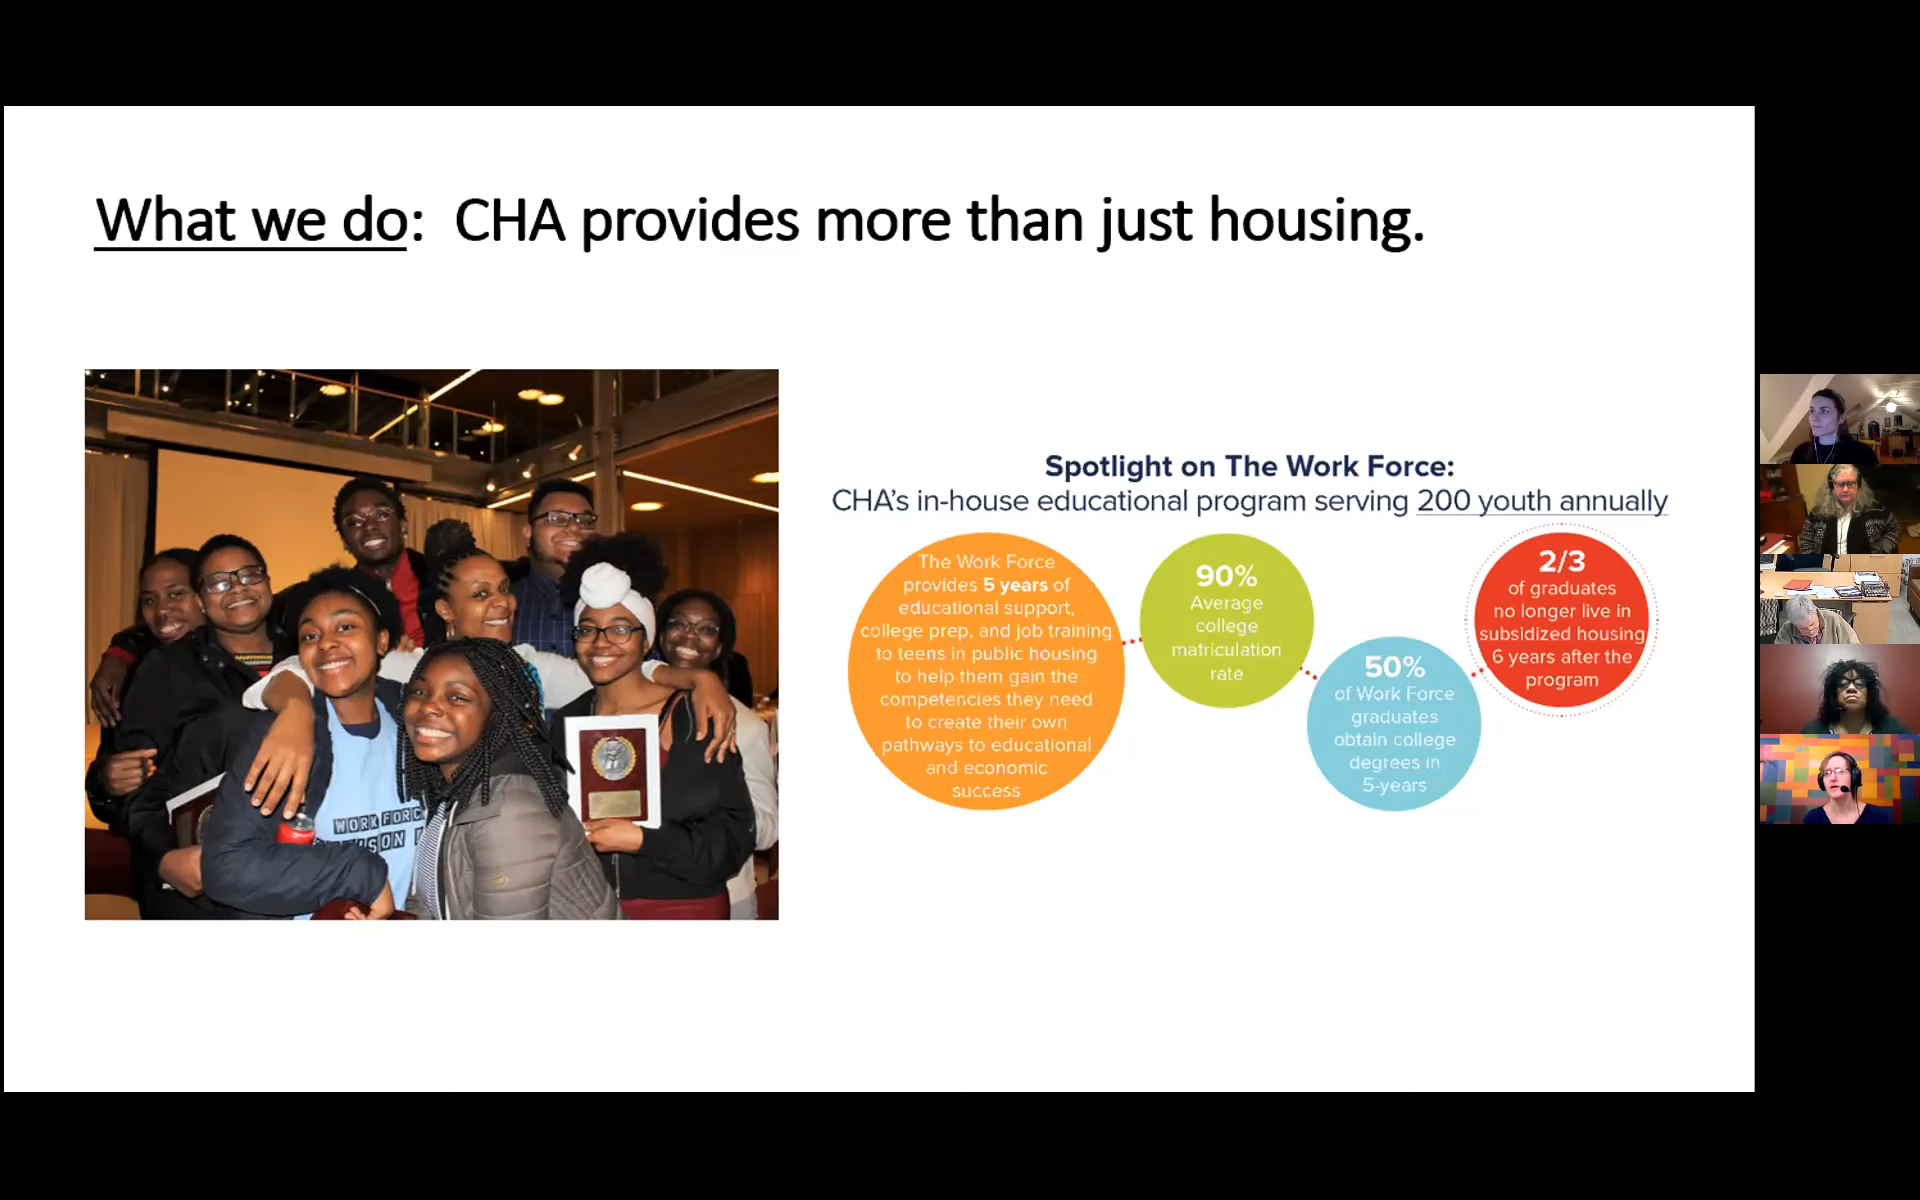 What we do: CHA provides more than just housing.
Spotlight on The Work Force:
CHA's in-house educational program serving 200 youth annually
The Work Force
provides 5 years of
educational support,
college prep, and job training
to teens in public housing
to help them gain the
competencies they need
to create their own
pathways to educational
and economic
success
90%
Average
college
matriculation
rate
50%
of Work Force
graduates
obtain college
degrees in
5-years
2/3
of graduates
no longer live in
subsidized housing
6 years after the
program
WORK FORC